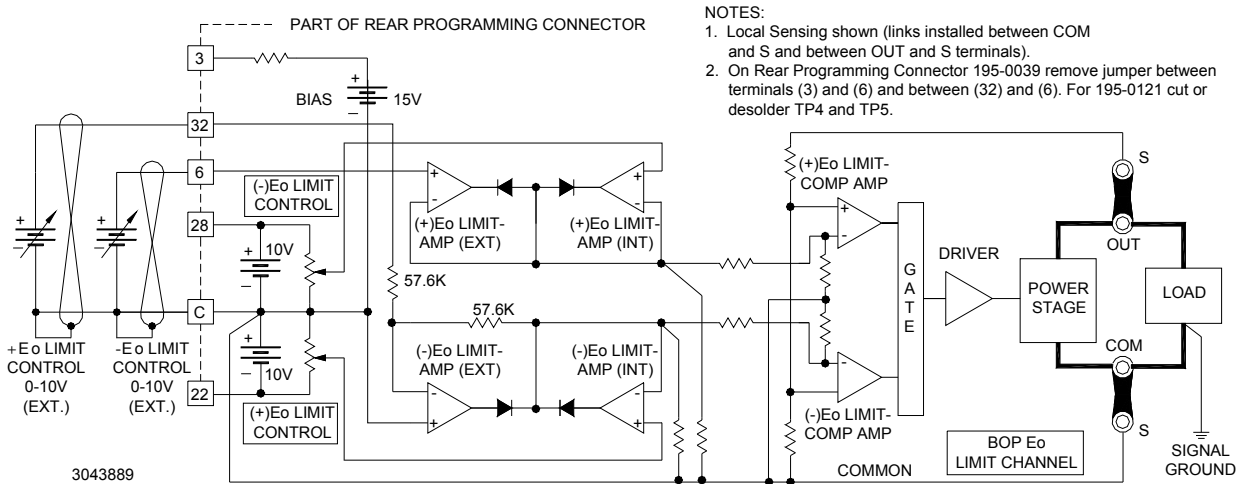 PART OF REAR PROGRAMMING CONNECTOR
NOTES:
1. Local Sensing shown (links installed between COM
and S and between OUT and S terminals).
2. On Rear Programming Connector 195-0039 remove jumper between
terminals (3) and (6) and between (32) and (6). For 195-0121 cut or
desolder TP4 and TP5.
3
+
BIAS
15V
–
32
6
28
C
22
+
–
+
–
+Eo LIMIT
CONTROL
0-10V
(EXT.)
-Eo LIMIT
CONTROL
0-10V
(EXT.)
(-)Eo LIMIT
CONTROL
+
10V
–
+
10V
–
(+)Eo LIMIT
CONTROL
57.6K
57.6K
+
-
(+)Eo LIMIT-
AMP (EXT)
+
-
(+)Eo LIMIT-
AMP (INT)
(-)Eo LIMIT-
AMP (EXT)
-
+
(-)Eo LIMIT-
AMP (INT)
-
+
(+)Eo LIMIT-
COMP AMP
+
-
-
+
(-)Eo LIMIT-
COMP AMP
G
A
T
E
DRIVER
POWER
STAGE
S
OUT
LOAD
COM
S
SIGNAL
GROUND
BOP Eo
LIMIT CHANNEL
COMMON
3043889